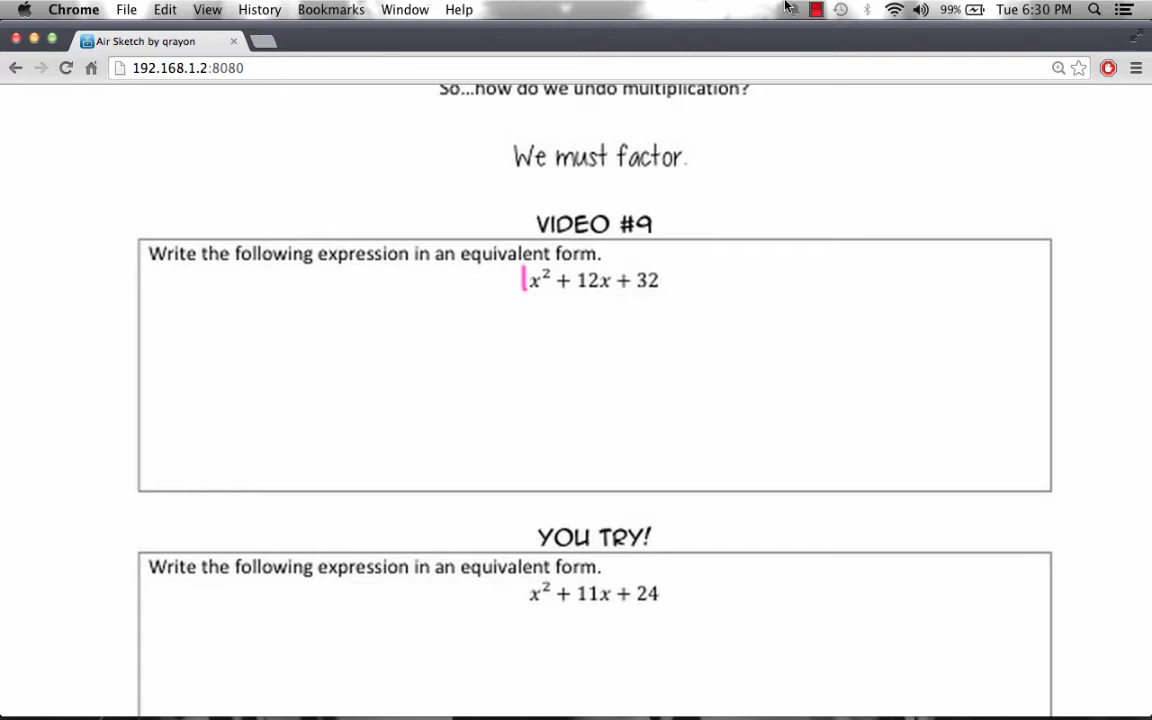 Chrome File Edit View History Bookmarks Window Help 99% Tue 6:30 PM
Air Sketch by qrayon
192.168.1.2:8080
So...how do we undo multiplication?
We must factor.
VIDEO #9
Write the following expression in an equivalent form.
x² + 12x + 32
YOU TRY!
Write the following expression in an equivalent form.
x² + 11x + 24